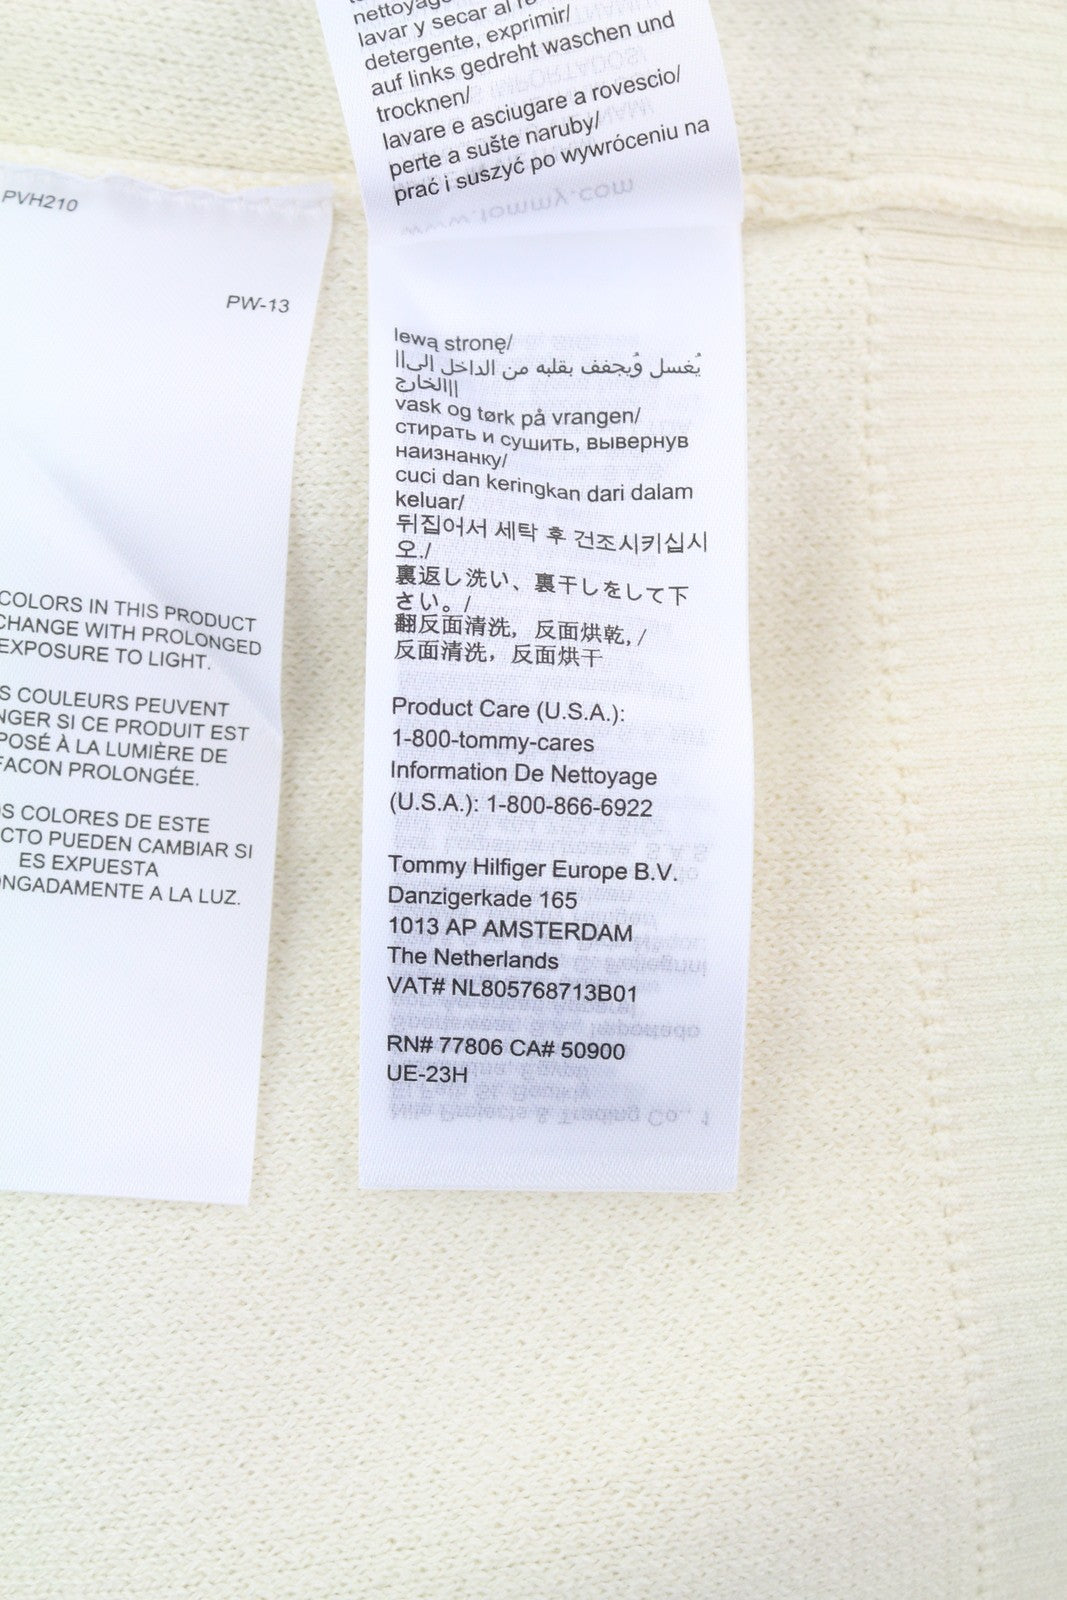 nettoyage
lavar y secar al
detergente, exprimir/
auf links gedreht waschen und
trocknen/
lavare e asciugare a rovescio/
perte a sušte naruby/
prać i suszyć po wywróceniu na
www.tommy.com
lewą stronę/
يُغسل وُيجفف بقلبه من الداخل إلى||
|||الخارج
vask og tørk på vrangen/
стирать и сушить, вывернув
наизнанку/
cuci dan keringkan dari dalam
keluar/
뒤집어서 세탁 후 건조시키십시
오./
裏返し洗い、裏干しをして下
さい。/
翻反面清洗，反面烘乾, /
反面清洗，反面烘干
Product Care (U.S.A.):
1-800-tommy-cares
Information De Nettoyage
(U.S.A.): 1-800-866-6922
Tommy Hilfiger Europe B.V.
Danzigerkade 165
1013 AP AMSTERDAM
The Netherlands
VAT# NL805768713B01
RN# 77806 CA# 50900
UE-23H
PVH210
PW-13
COLORS IN THIS PRODUCT
CHANGE WITH PROLONGED
EXPOSURE TO LIGHT.
S COULEURS PEUVENT
NGER SI CE PRODUIT EST
POSÉ À LA LUMIÈRE DE
FACON PROLONGÉE.
OS COLORES DE ESTE
CTO PUEDEN CAMBIAR SI
ES EXPUESTA
ONGADAMENTE A LA LUZ.